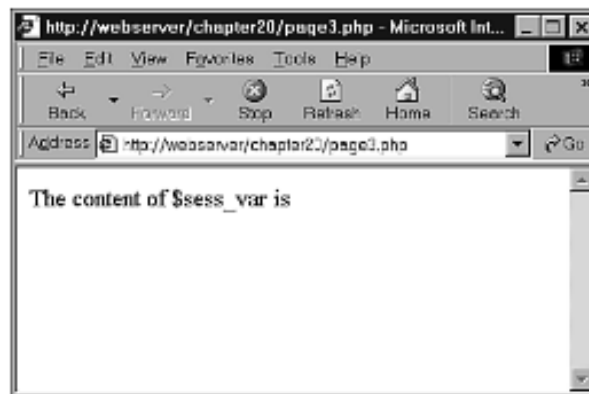 http://webserver/chapter20/page3.php - Microsoft Int...
File Edit View Favorites Tools Help
Back Forward Stop Refresh Home Search »
Address http://webserver/chapter20/page3.php Go
The content of $sess_var is